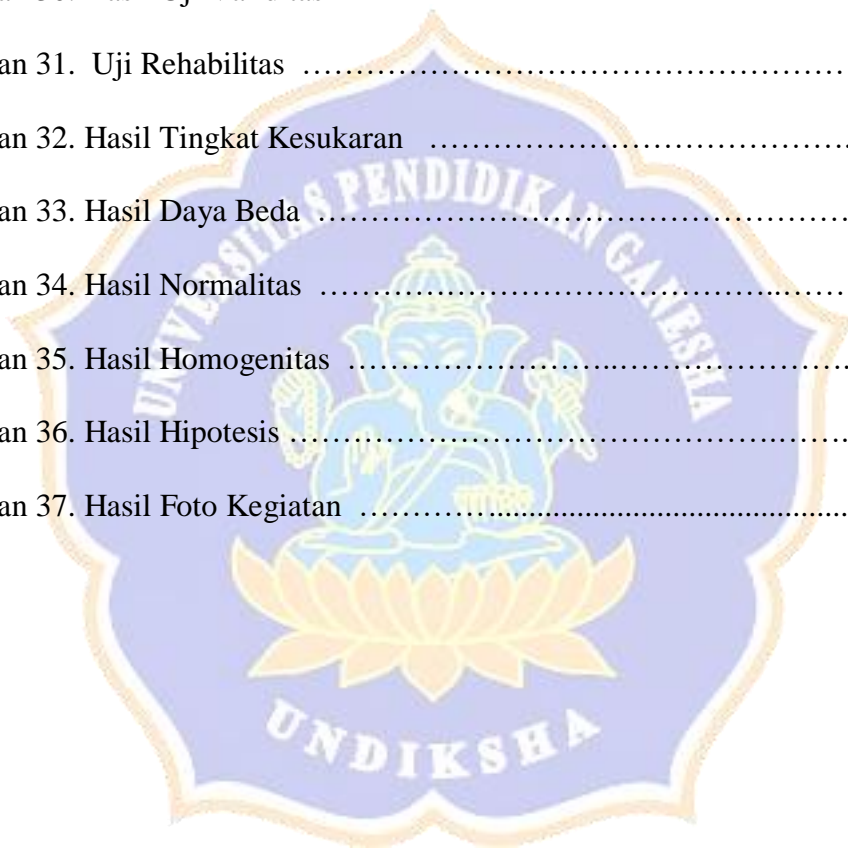 an 31.  Uji Rehabilitas ……………………………………………………
an 32. Hasil Tingkat Kesukaran ………………………………………..
an 33. Hasil Daya Beda ……………………………………………………
an 34. Hasil Normalitas …………..……………………………..……
an 35. Hasil Homogenitas ……………………..……………………….
an 36. Hasil Hipotesis ……………………………………………..…….
an 37. Hasil Foto Kegiatan …………..............................................
UNIVERSITAS PENDIDIKAN GANESHA
UNDIKSHA